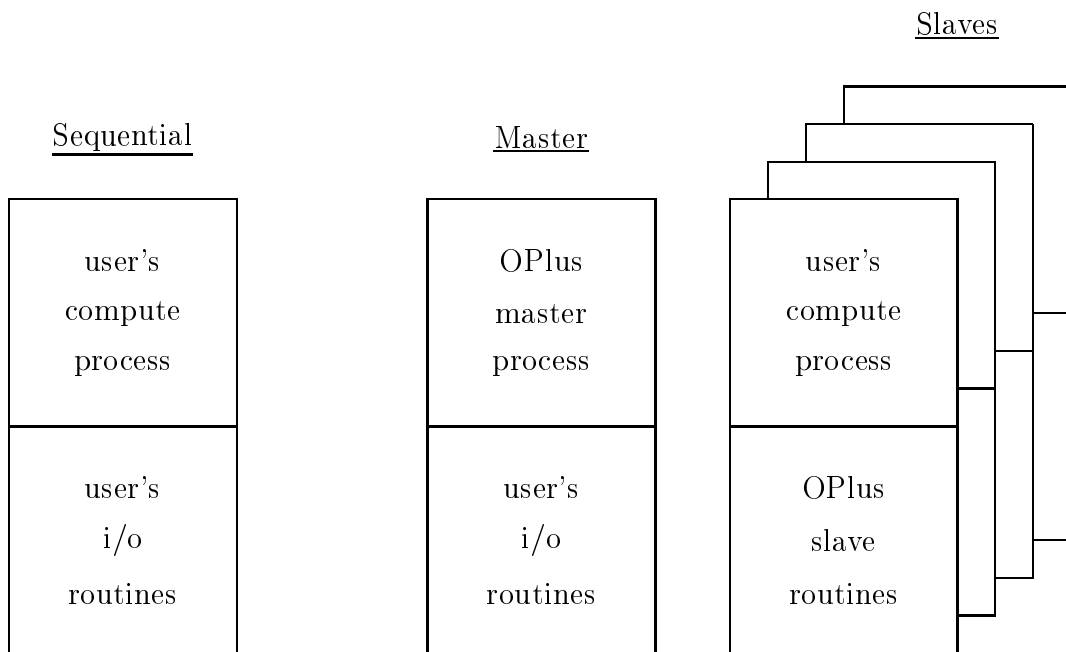 Slaves
Sequential
Master
user's
compute
process
user's
i/o
routines
OPlus
master
process
user's
i/o
routines
user's
compute
process
OPlus
slave
routines